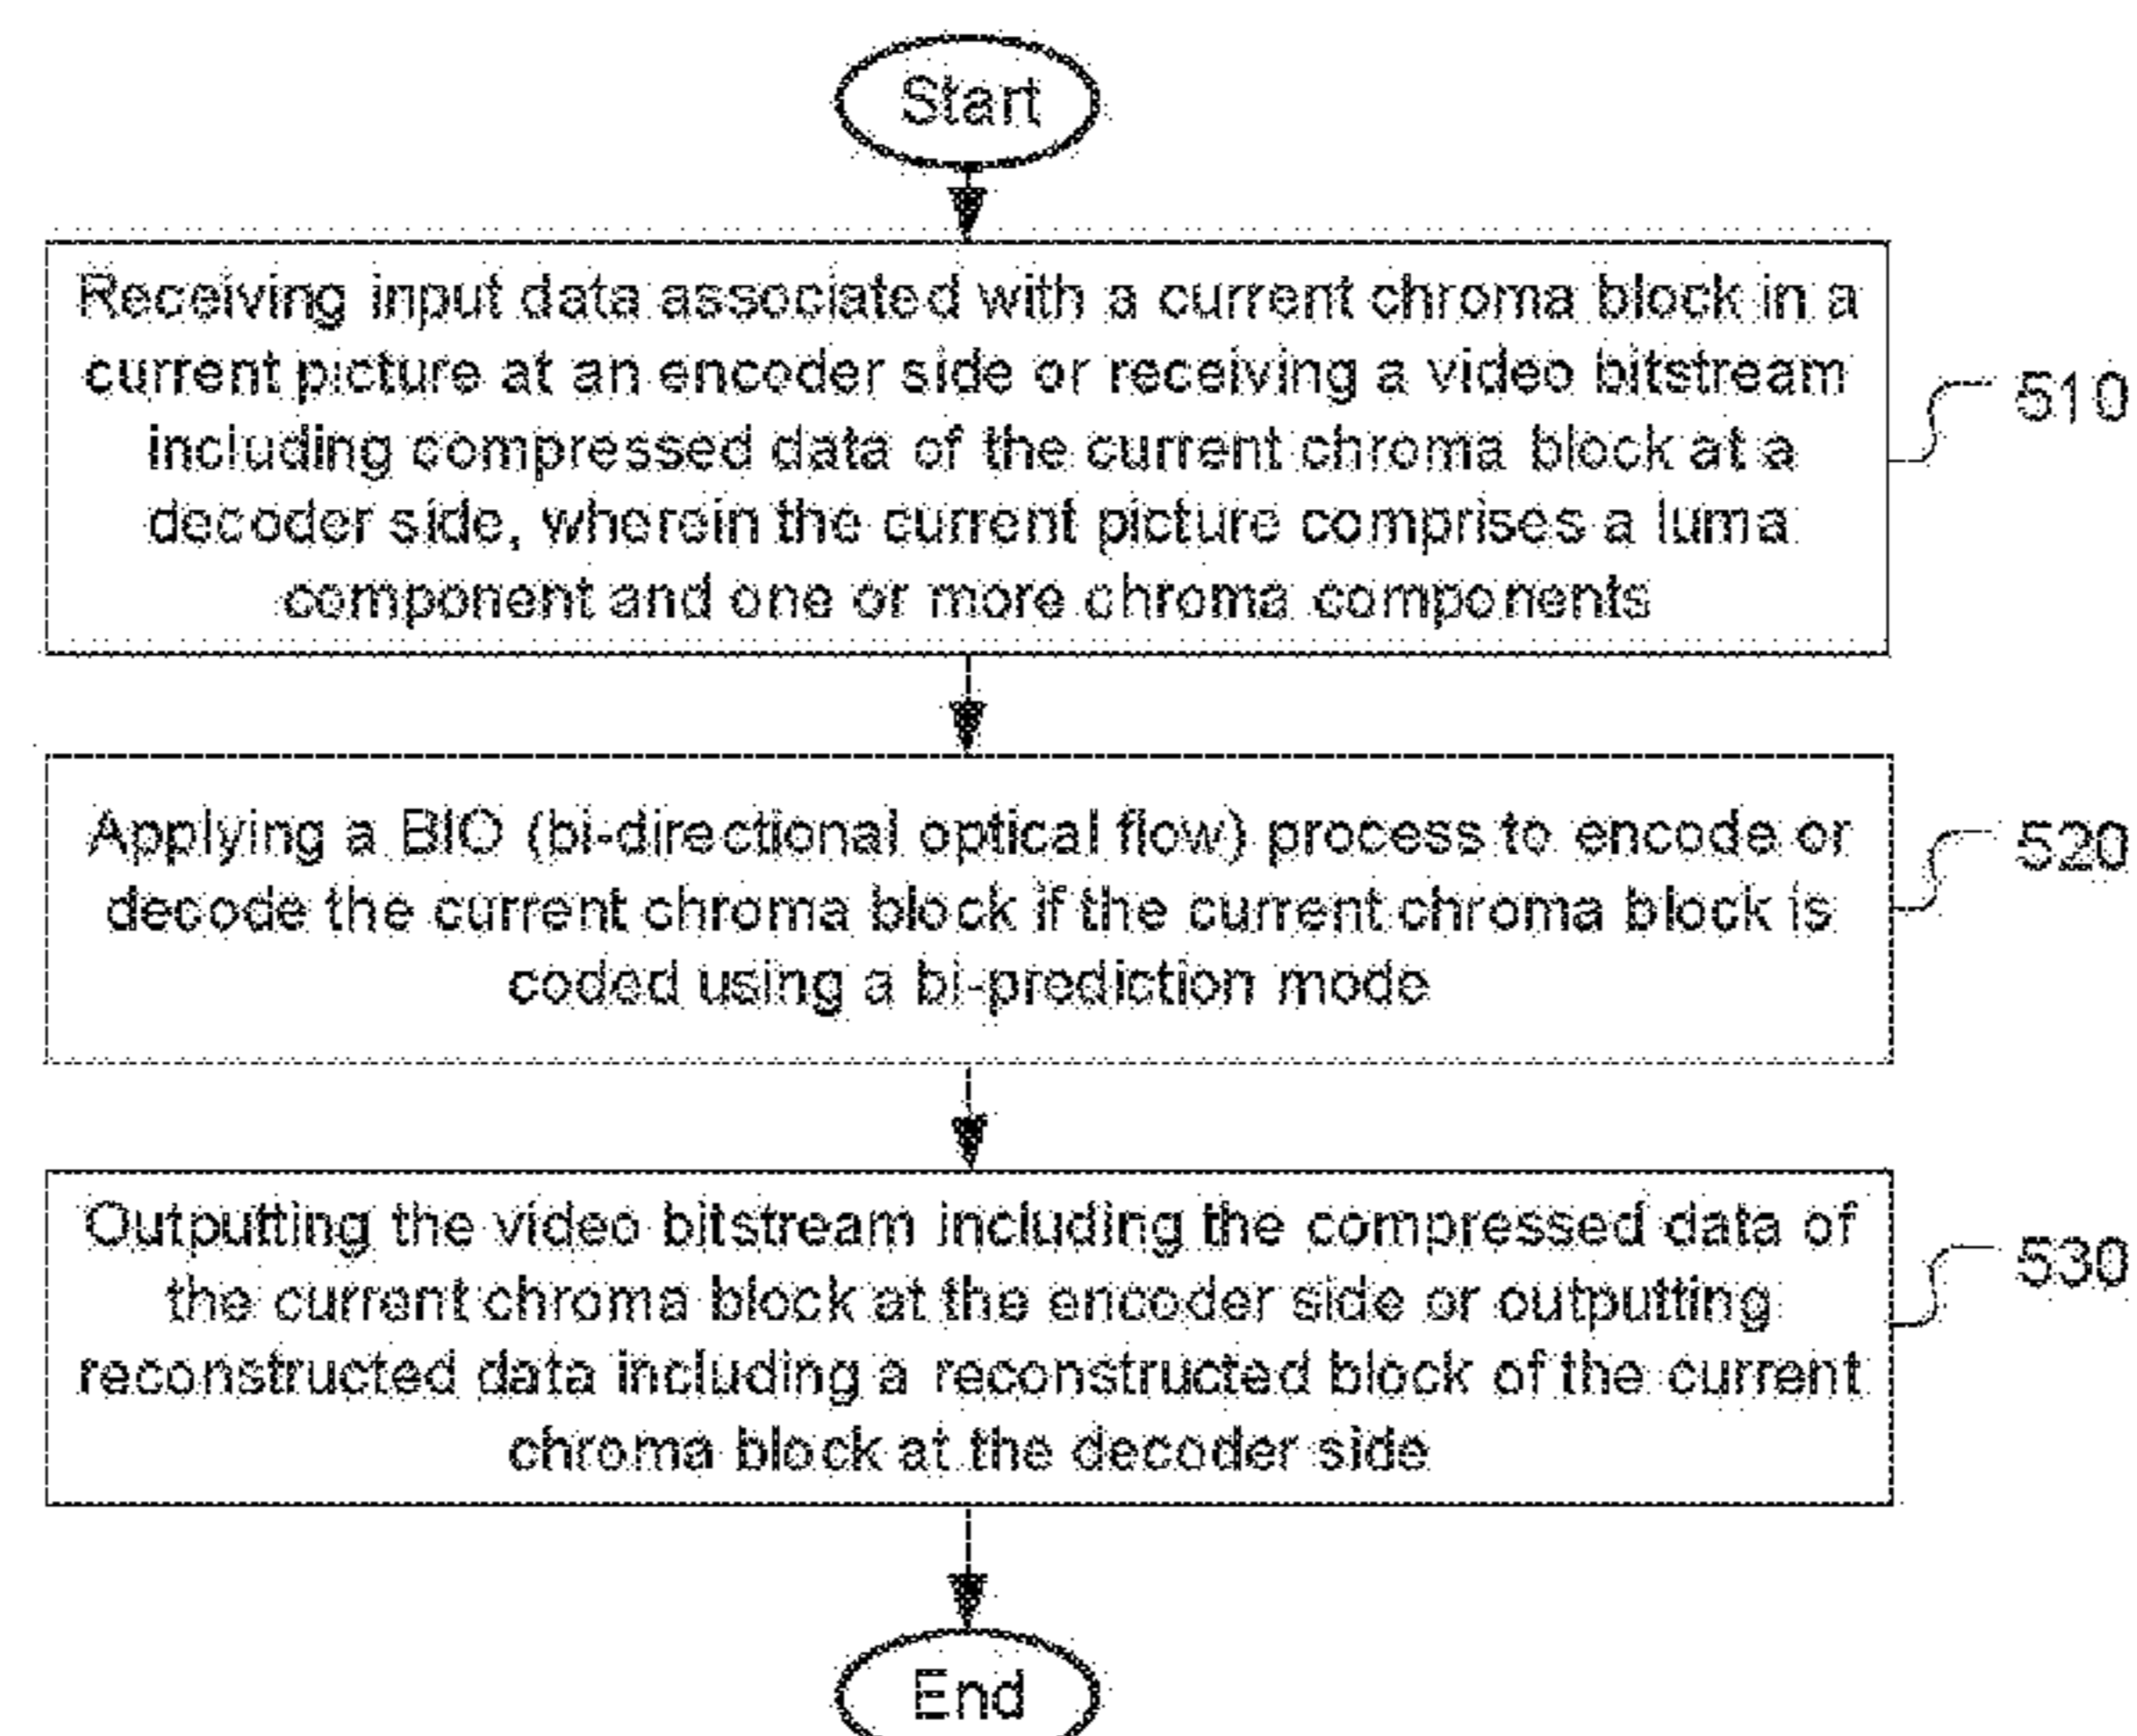 Start
Receiving input data associated with a current chroma block in a
current picture at an encoder side or receiving a video bitstream
including compressed data of the current chroma block at a
decoder side, wherein the current picture comprises a luma
component and one or more chroma components
510
Applying a BIO (bi-directional optical flow) process to encode or
decode the current chroma block if the current chroma block is
coded using a bi-prediction mode
520
Outputting the video bitstream including the compressed data of
the current chroma block at the encoder side or outputting
reconstructed data including a reconstructed block of the current
chroma block at the decoder side
530
End